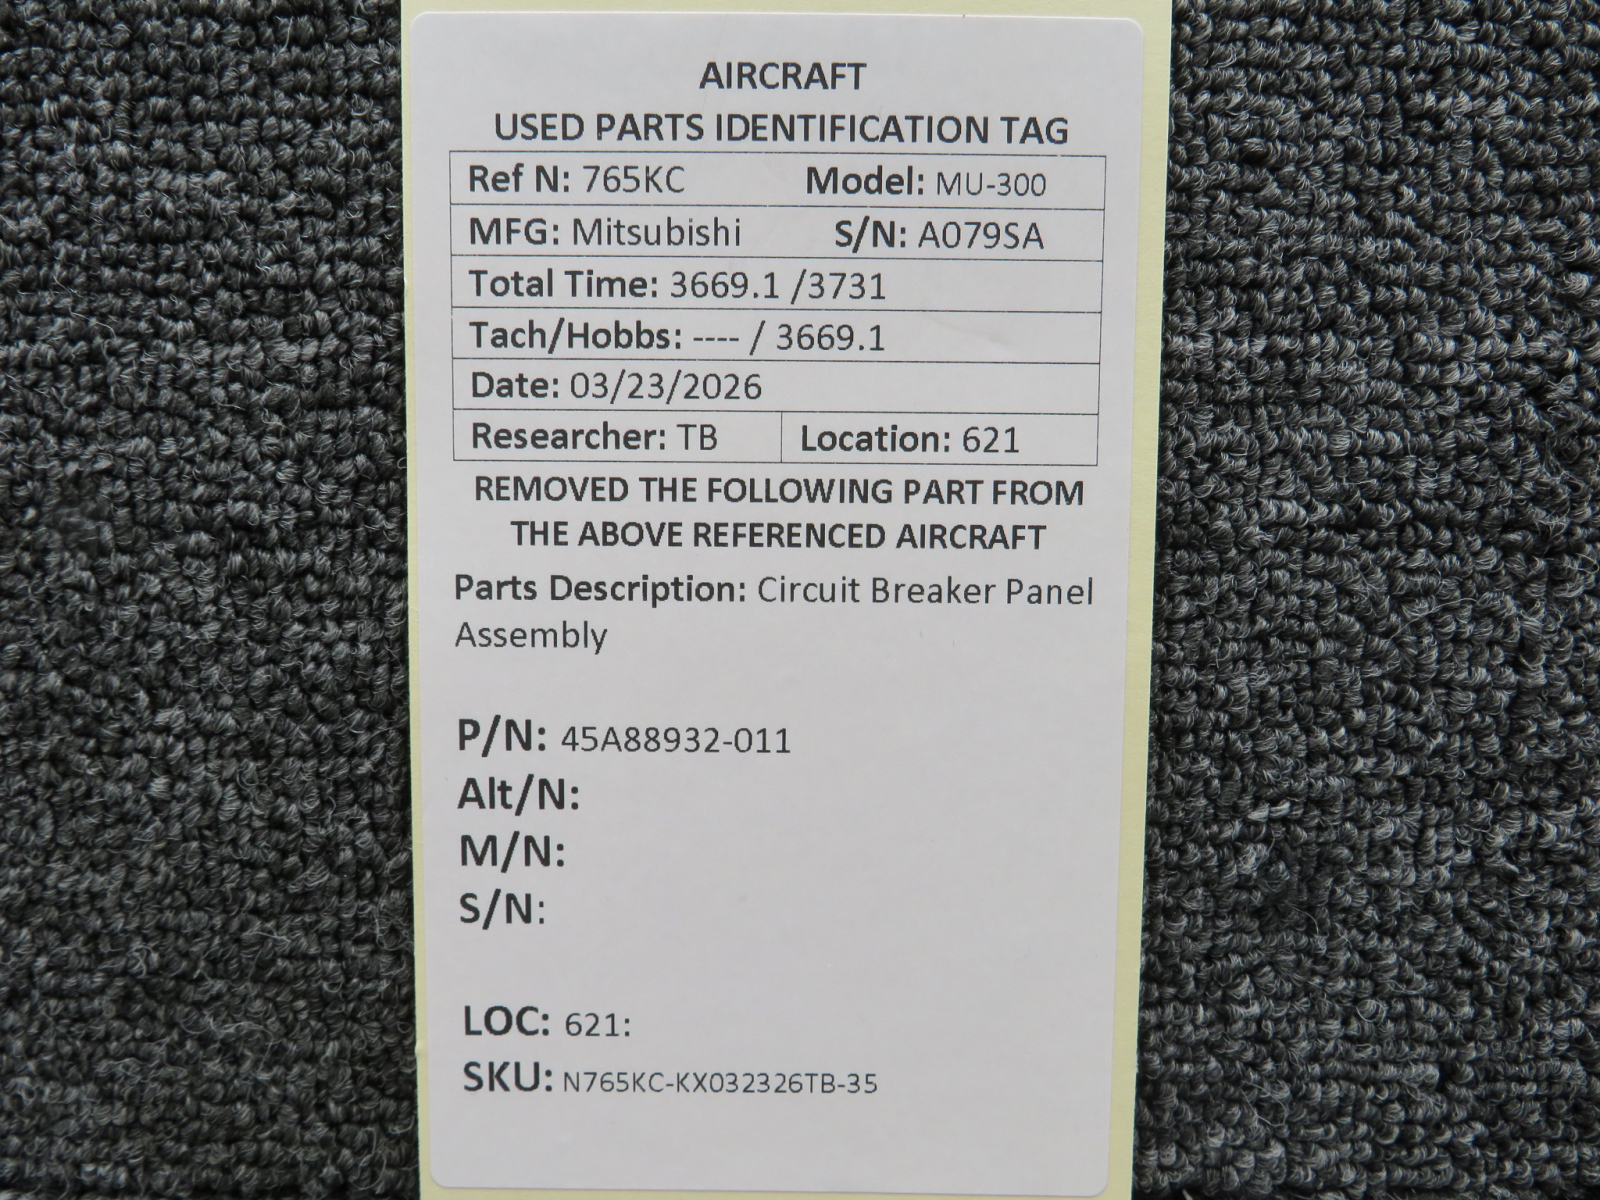 AIRCRAFT
USED PARTS IDENTIFICATION TAG
Ref N: 765KC Model: MU-300
MFG: Mitsubishi S/N: A079SA
Total Time: 3669.1 /3731
Tach/Hobbs: ---- / 3669.1
Date: 03/23/2026
Researcher: TB Location: 621
REMOVED THE FOLLOWING PART FROM
THE ABOVE REFERENCED AIRCRAFT
Parts Description: Circuit Breaker Panel
Assembly
P/N: 45A88932-011
Alt/N:
M/N:
S/N:
LOC: 621:
SKU: N765KC-KX032326TB-35